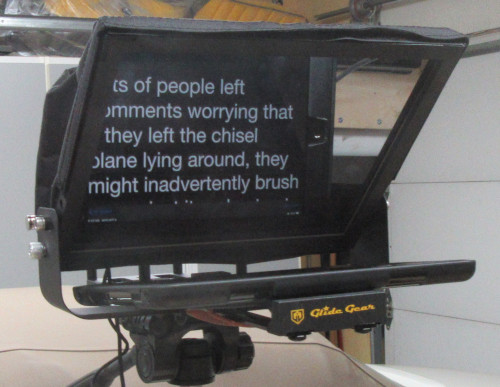 ts of people left
omments worrying that
they left the chisel
plane lying around, they
might inadvertently brush
Glide Gear